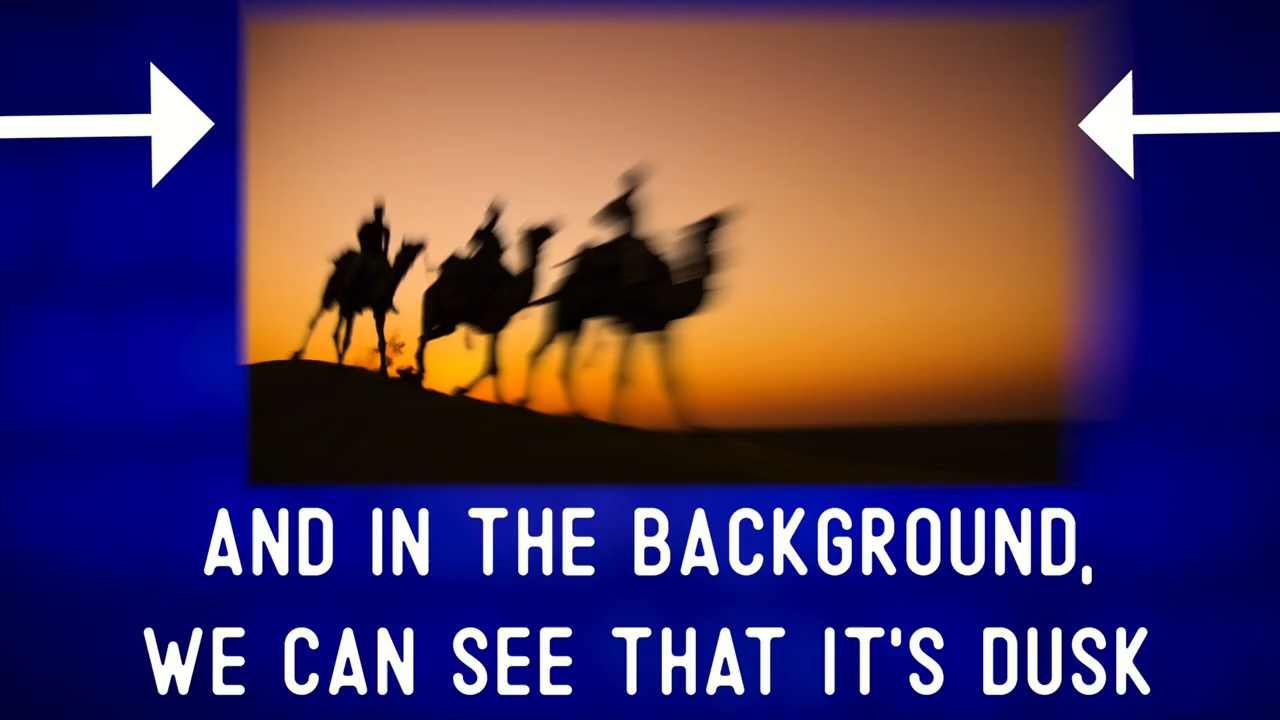 AND IN THE BACKGROUND,
WE CAN SEE THAT IT'S DUSK